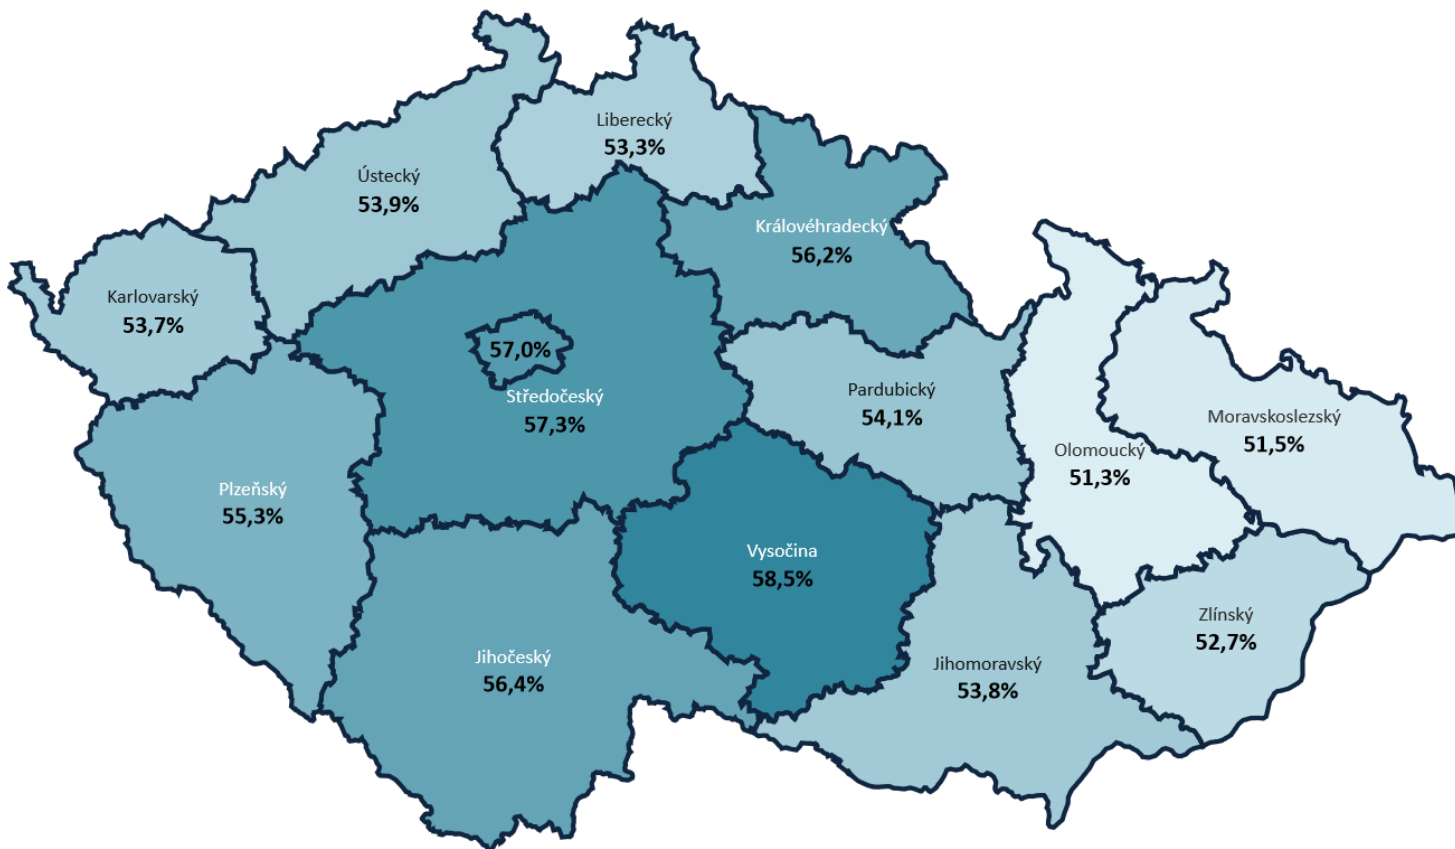 Liberecký
53,3%
Ústecký
53,9%
Královéhradecký
56,2%
Karlovarský
53,7%
57,0%
Středočeský
57,3%
Pardubický
54,1%
Moravskoslezský
51,5%
Olomoucký
51,3%
Plzeňský
55,3%
Vysočina
58,5%
Zlínský
52,7%
Jihočeský
56,4%
Jihomoravský
53,8%